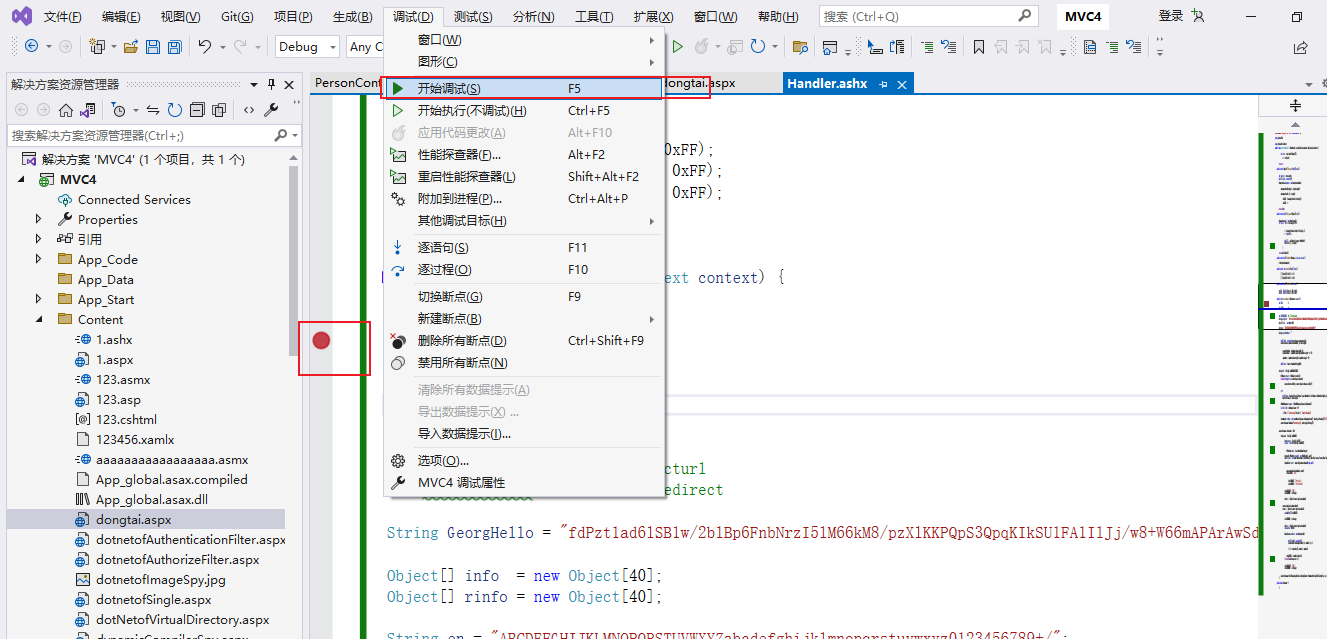 文件(F) 编辑(E) 视图(V) Git(G) 项目(P) 生成(B) 调试(D) 测试(S) 分析(N) 工具(T) 扩展(X) 窗口(W) 帮助(H) 搜索 (Ctrl+Q) MVC4 登录
Debug Any C
解决方案资源管理器
搜索解决方案资源管理器(Ctrl+;)
解决方案 'MVC4' (1 个项目，共 1 个)
MVC4
Connected Services
Properties
引用
App_Code
App_Data
App_Start
Content
1.ashx
1.aspx
123.asmx
123.asp
123.cshtml
123456.xamlx
aaaaaaaaaaaaaaaaa.asmx
App_global.asax.compiled
App_global.asax.dll
dongtai.aspx
dotnetofAuthenticationFilter.aspx
dotnetofAuthorizeFilter.aspx
dotnetofImageSpy.jpg
dotnetofSingle.aspx
dotNetofVirtualDirectory.aspx
dynamicCompilerSpy.aspx
窗口(W)
图形(C)
开始调试(S) F5
开始执行(不调试)(H) Ctrl+F5
应用代码更改(A) Alt+F10
性能探查器(F)... Alt+F2
重启性能探查器(L) Shift+Alt+F2
附加到进程(P)... Ctrl+Alt+P
其他调试目标(H)
逐语句(S) F11
逐过程(O) F10
切换断点(G) F9
新建断点(B)
删除所有断点(D) Ctrl+Shift+F9
禁用所有断点(N)
清除所有数据提示(A)
导出数据提示(X) ...
导入数据提示(I)...
选项(O)...
MVC4 调试属性
PersonCont dongtai.aspx Handler.ashx
0xFF);
0xFF);
0xFF);
ext context) {
cturl
edirect
String GeorgHello = "fdPztlad6lSBlw/2blBp6FnbNrzI5lM66kM8/pzXlKKPQpS3QpqKIkSUlFAlIlJj/w8+W66mAPArAwSd
Object[] info = new Object[40];
Object[] rinfo = new Object[40];
String en = "ABCDEFGHIJKLMNOPQRSTUVWXYZabcdefghijklmnopqrstuvwxyz0123456789+/";